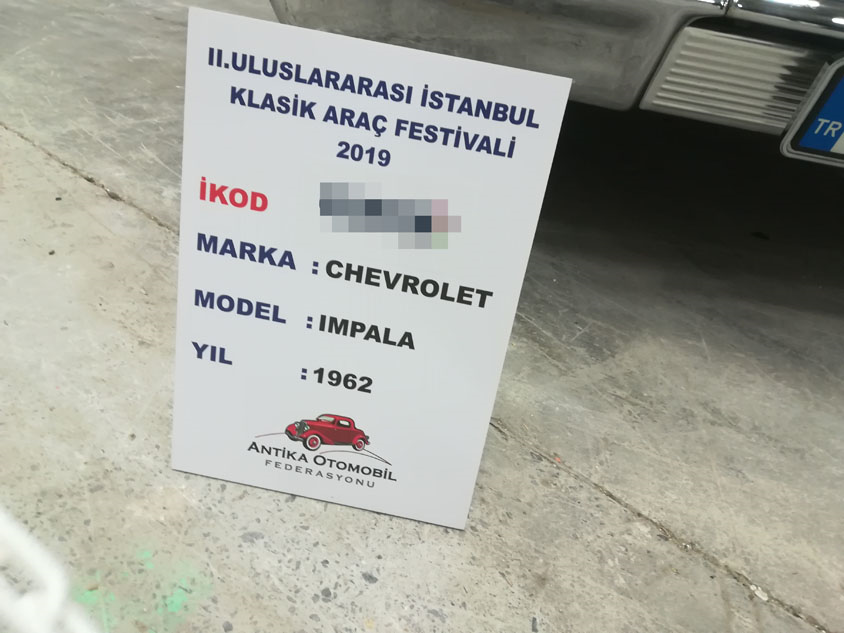 II.ULUSLARARASI İSTANBUL
KLASİK ARAÇ FESTİVALİ
2019
İKOD
MARKA : CHEVROLET
MODEL : IMPALA
YIL : 1962
ANTİKA OTOMOBİL
FEDERASYONU
TR